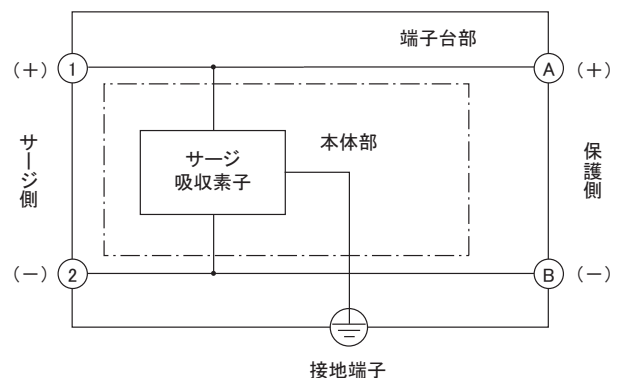 端子台部
(+) 1 A (+)
サージ側
本体部
サージ
吸収素子
保護側
(−) 2 B (−)
接地端子